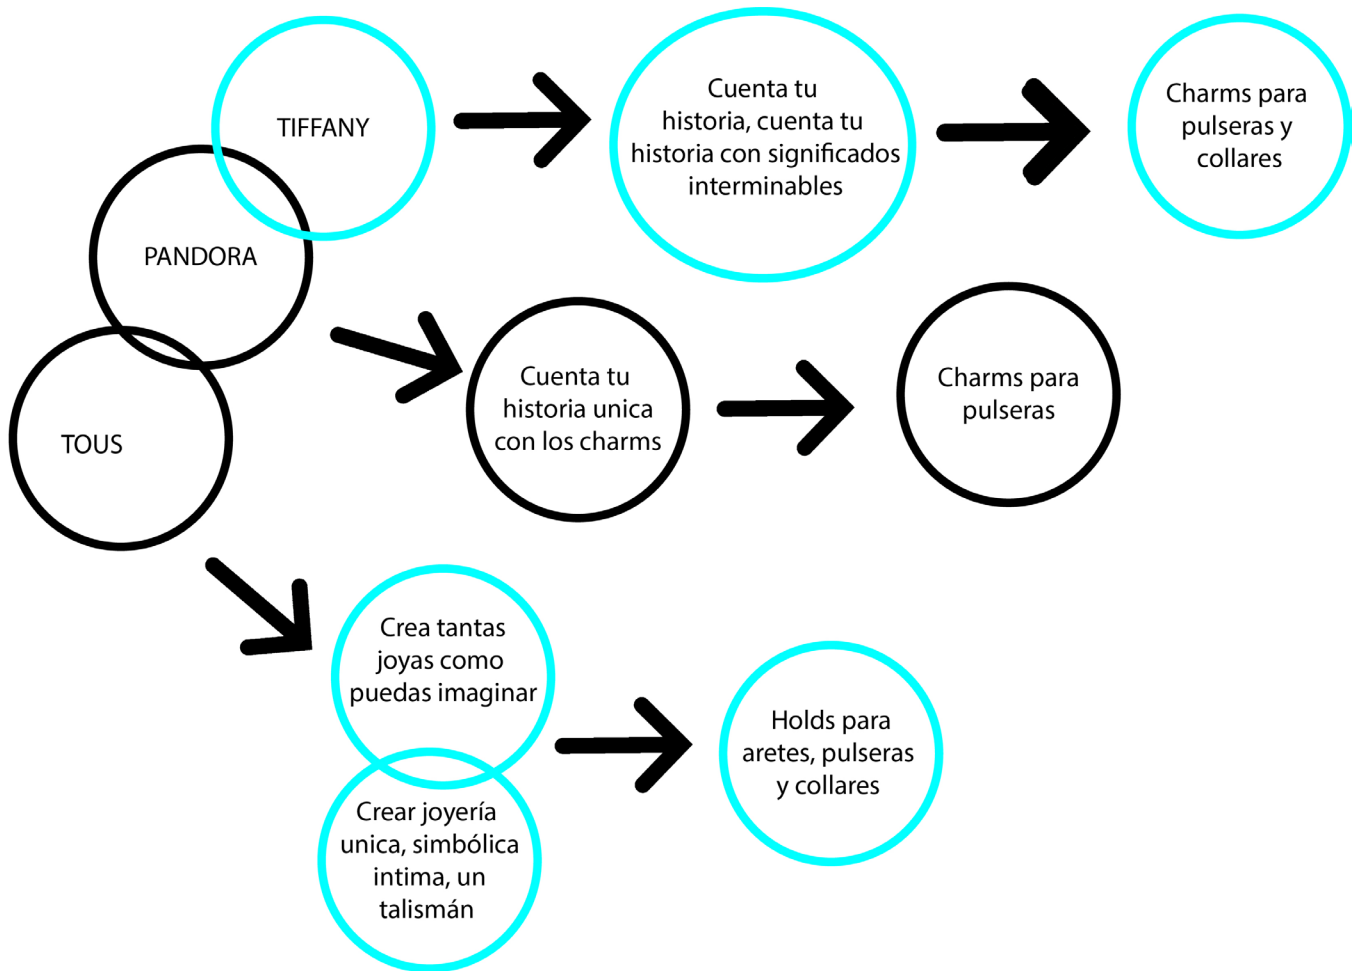 TIFFANY
Cuenta tu
historia, cuenta tu
historia con significados
interminables
Charms para
pulseras y
collares
PANDORA
Cuenta tu
historia unica
con los charms
Charms para
pulseras
TOUS
Crea tantas
joyas como
puedas imaginar
Crear joyería
unica, simbólica
intima, un
talismán
Holds para
aretes, pulseras
y collares